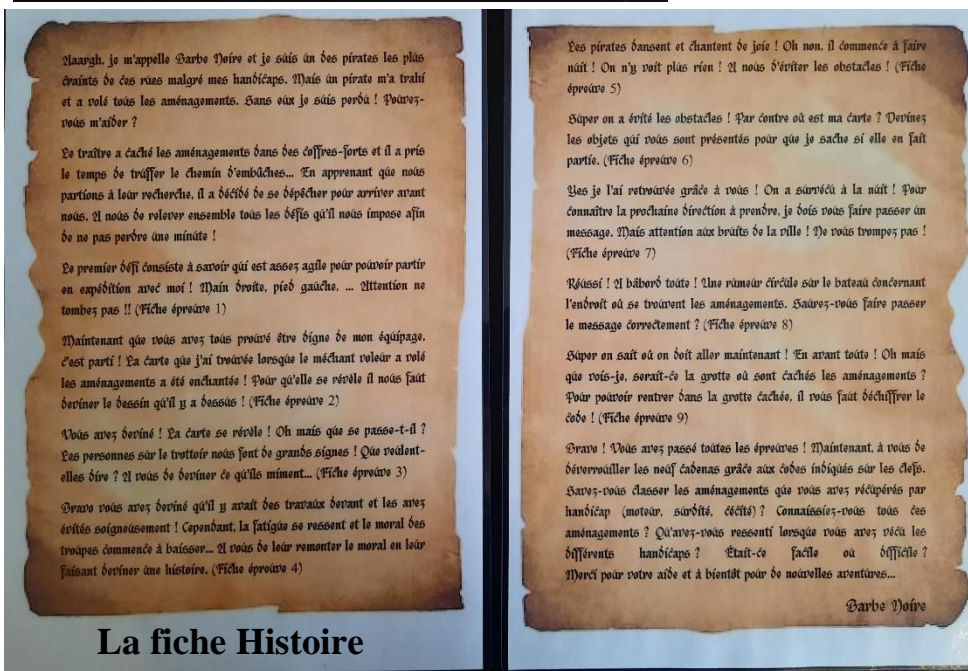 Aaargh, je m'appelle Barbe Noire et je suis un des pirates les plus
craints de ces rues malgré mes handicaps. Mais un pirate m'a trahi
et a volé tous les aménagements. Sans eux je suis perdu ! Pouvez-
vous m'aider ?
Le traître a caché les aménagements dans des coffres-forts et il a pris
le temps de truffer le chemin d'embûches... En apprenant que nous
partions à leur recherche, il a décidé de se dépêcher pour arriver avant
nous. A nous de relever ensemble tous les défis qu'il nous impose afin
de ne pas perdre une minute !
Le premier défi consiste à savoir qui est assez agile pour pouvoir partir
en expédition avec moi ! Main droite, pied gauche, ... Attention ne
tombez pas !! (Fiche épreuve 1)
Maintenant que vous avez tous prouvé être digne de mon équipage,
c'est parti ! La carte que j'ai trouvée lorsque le méchant voleur a volé
les aménagements a été enchantée ! Pour qu'elle se révèle il nous faut
deviner le dessin qu'il y a dessus ! (Fiche épreuve 2)
Vous avez deviné ! La carte se révèle ! Oh mais que se passe-t-il ?
Les personnes sur le trottoir nous font de grands signes ! Que veulent-
elles dire ? A vous de deviner ce qu'ils miment... (Fiche épreuve 3)
Bravo vous avez deviné qu'il y avait des travaux devant et les avez
évités soigneusement ! Cependant, la fatigue se ressent et le moral des
troupes commence à baisser... A vous de leur remonter le moral en leur
faisant deviner une histoire. (Fiche épreuve 4)
La fiche Histoire
Les pirates dansent et chantent de joie ! Oh non, il commence à faire
nuit ! On n'y voit plus rien ! A nous d'éviter les obstacles ! (Fiche
épreuve 5)
Super on a évité les obstacles ! Par contre où est ma carte ? Devinez
les objets qui vous sont présentés pour que je sache si elle en fait
partie. (Fiche épreuve 6)
Yes je l'ai retrouvée grâce à vous ! On a survécu à la nuit ! Pour
connaître la prochaine direction à prendre, je dois vous faire passer un
message. Mais attention aux bruits de la ville ! Ne vous trompez pas !
(Fiche épreuve 7)
Réussi ! A bâbord toute ! Une rumeur circule sur le bateau concernant
l'endroit où se trouvent les aménagements. Saurez-vous faire passer
le message correctement ? (Fiche épreuve 8)
Super on sait où on doit aller maintenant ! En avant toute ! Oh mais
que vois-je, serait-ce la grotte où sont cachés les aménagements ?
Pour pouvoir rentrer dans la grotte cachée, il vous faut déchiffrer le
code ! (Fiche épreuve 9)
Bravo ! Vous avez passé toutes les épreuves ! Maintenant, à vous de
déverrouiller les neuf cadenas grâce aux codes indiqués sur les clefs.
Savez-vous classer les aménagements que vous avez récupérés par
handicap (moteur, surdité, cécité) ? Connaissiez-vous tous ces
aménagements ? Qu'avez-vous ressenti lorsque vous avez vécu les
différents handicaps ? Était-ce facile ou difficile ?
Merci pour votre aide et à bientôt pour de nouvelles aventures...
Barbe Noire